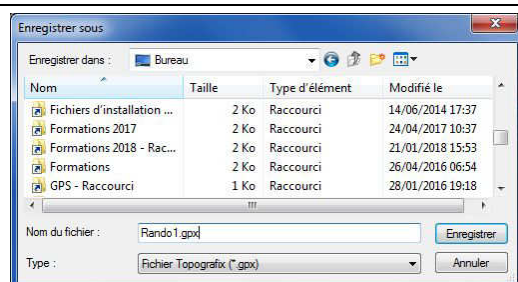 Enregistrer sous
Enregistrer dans : Bureau
Nom Taille Type d'élément Modifié le
Fichiers d'installation ... 2 Ko Raccourci 14/06/2014 17:37
Formations 2017 2 Ko Raccourci 24/04/2017 10:37
Formations 2018 - Rac... 2 Ko Raccourci 21/01/2018 15:53
Formations 2 Ko Raccourci 26/04/2016 06:54
GPS - Raccourci 1 Ko Raccourci 28/01/2016 19:18
Nom du fichier : Rando1.gpx Enregistrer
Type : Fichier Topografix (*.gpx) Annuler